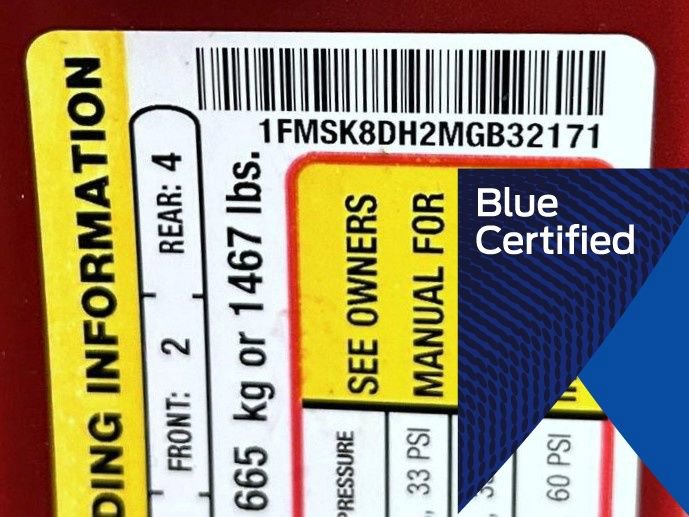 1FMSK8DH2MGB32171
DING INFORMATION
FRONT: 2
REAR: 4
665 kg or 1467 lbs.
SEE OWNERS
MANUAL FOR
PRESSURE
, 33 PSI
60 PSI
Blue
Certified